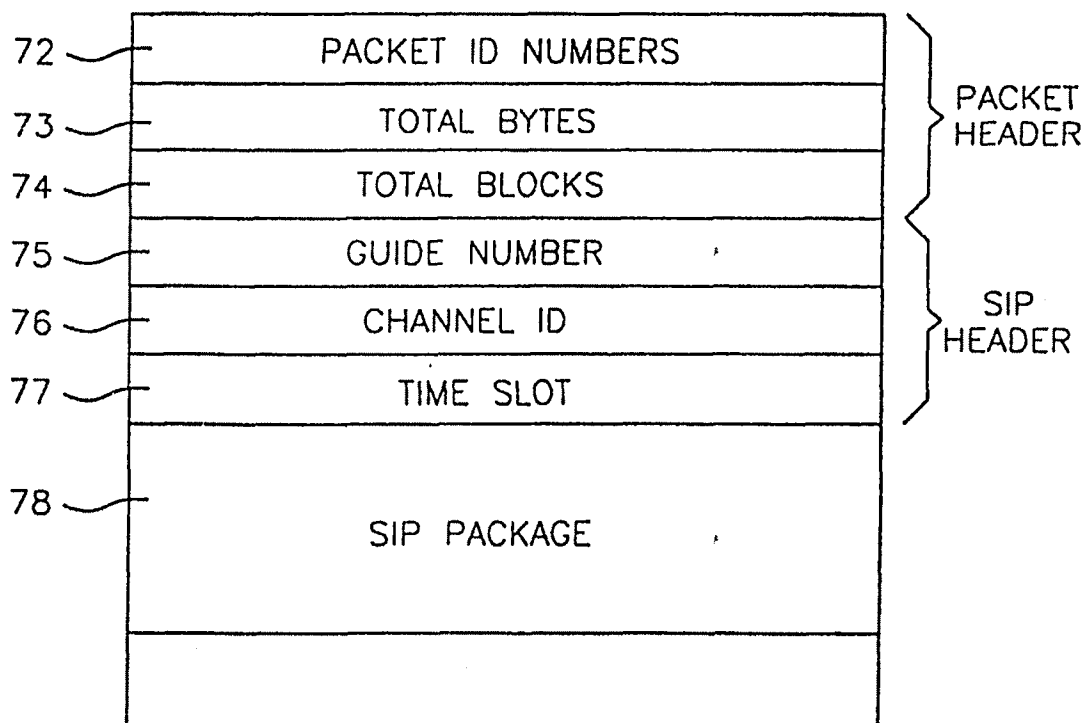 72 PACKET ID NUMBERS
73 TOTAL BYTES
74 TOTAL BLOCKS
PACKET
HEADER
75 GUIDE NUMBER
76 CHANNEL ID
77 TIME SLOT
SIP
HEADER
78 SIP PACKAGE